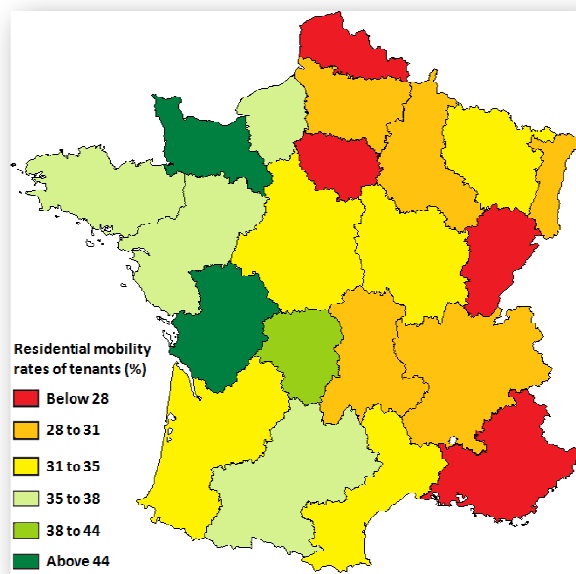 Residential mobility
rates of tenants (%)
Below 28
28 to 31
31 to 35
35 to 38
38 to 44
Above 44